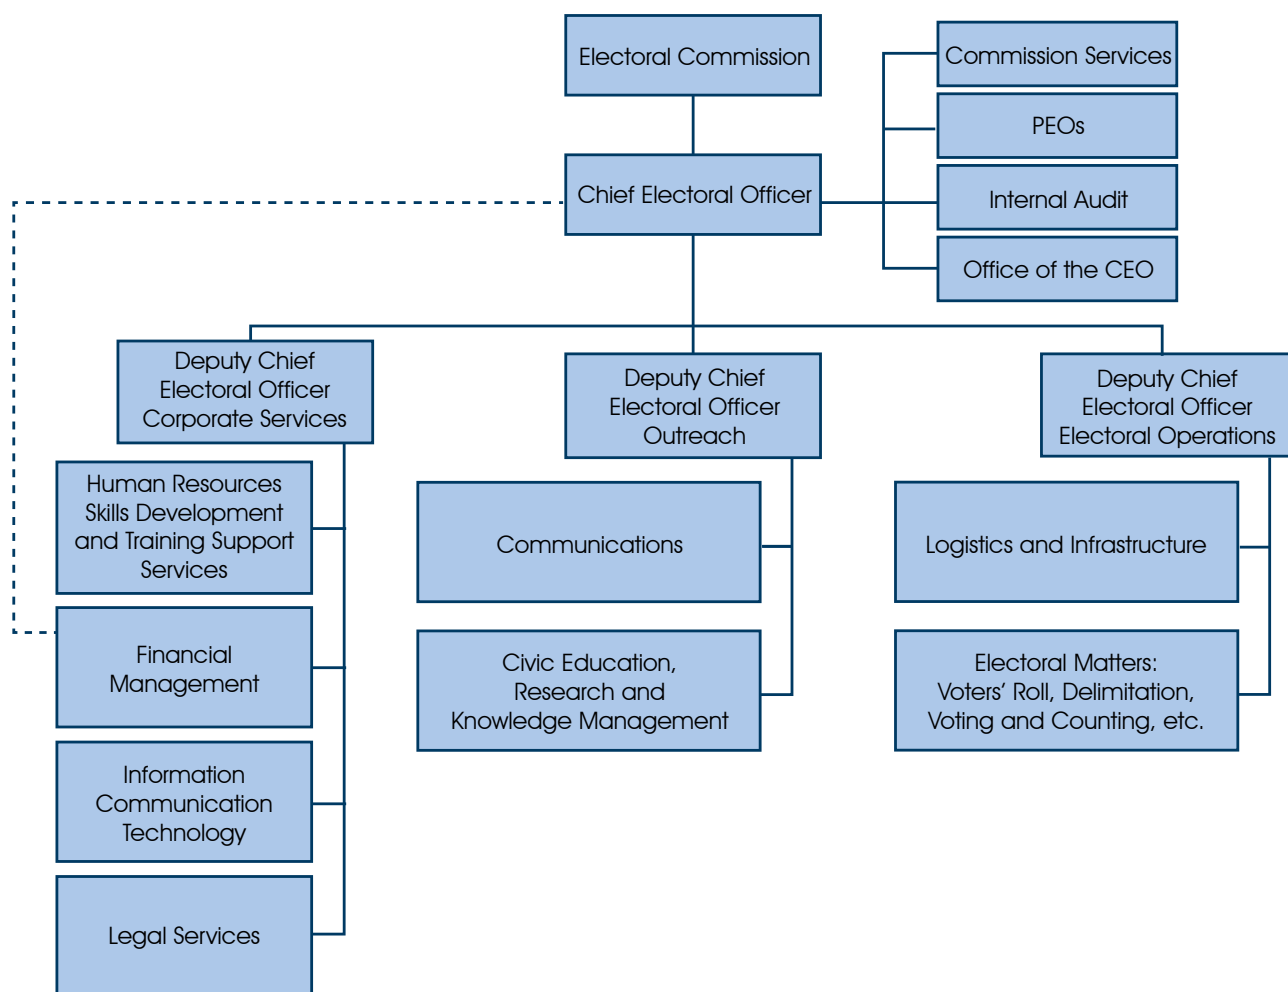 Electoral Commission
Commission Services
PEOs
Chief Electoral Officer
Internal Audit
Office of the CEO
Deputy Chief
Electoral Officer
Corporate Services
Deputy Chief
Electoral Officer
Outreach
Deputy Chief
Electoral Officer
Electoral Operations
Human Resources
Skills Development
and Training Support
Services
Financial
Management
Information
Communication
Technology
Legal Services
Communications
Civic Education,
Research and
Knowledge Management
Logistics and Infrastructure
Electoral Matters:
Voters’ Roll, Delimitation,
Voting and Counting, etc.